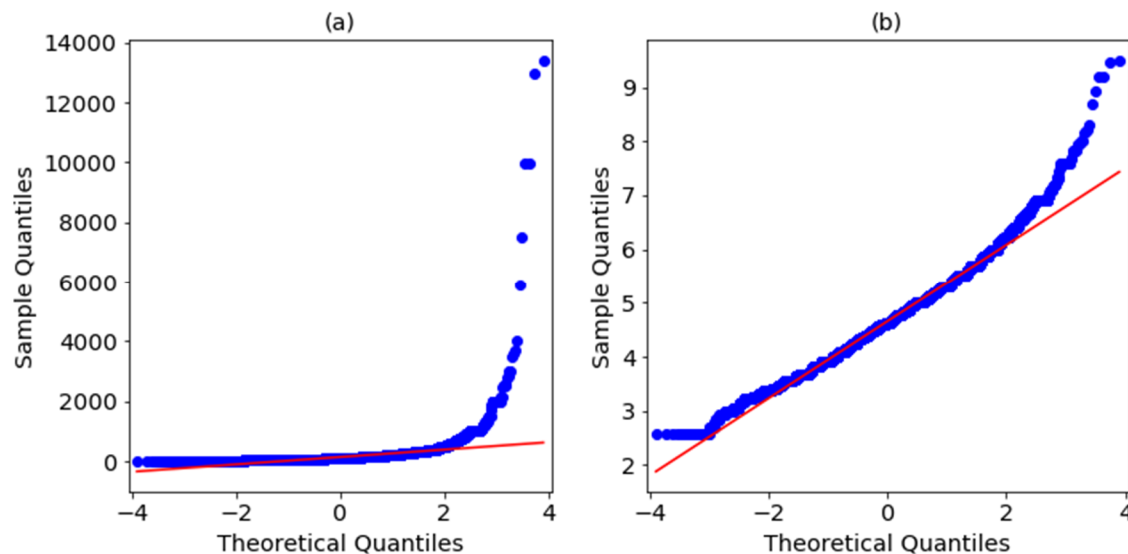 (a)
14000
12000
10000
8000
6000
4000
2000
0
Sample Quantiles
−4 −2 0 2 4
Theoretical Quantiles
(b)
9
8
7
6
5
4
3
2
Sample Quantiles
−4 −2 0 2 4
Theoretical Quantiles